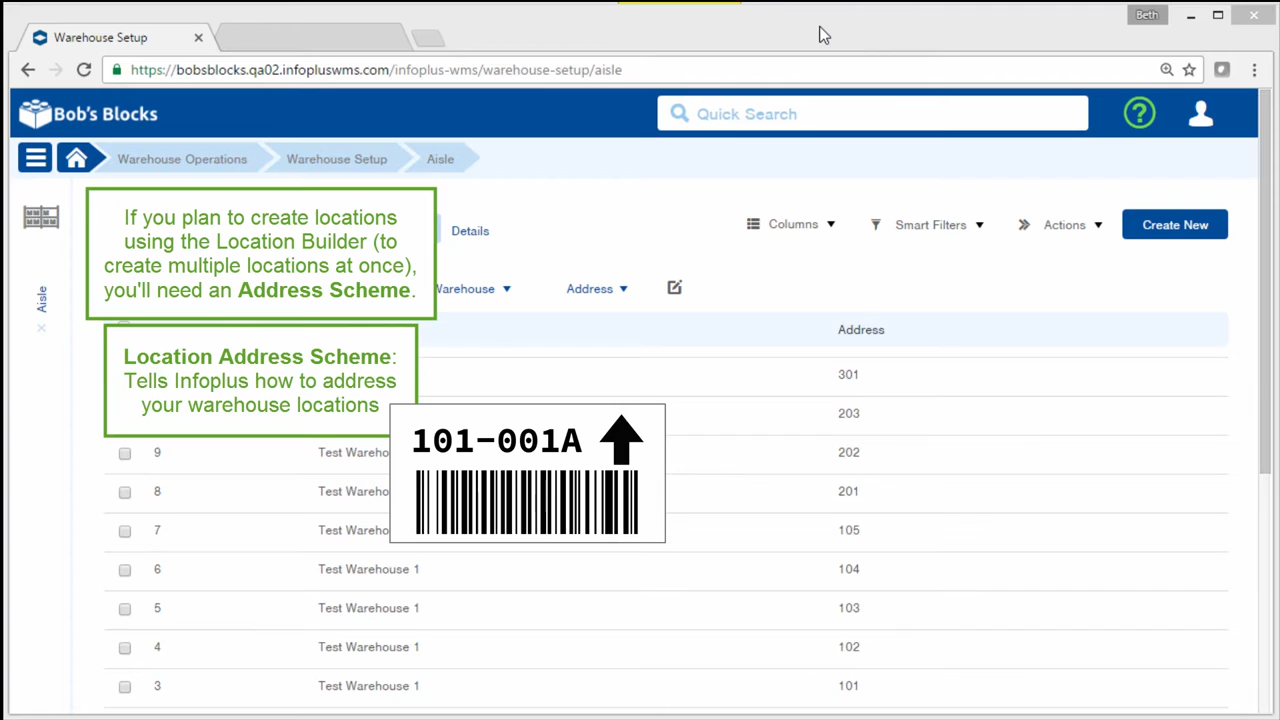 Beth
Warehouse Setup
https://bobsblocks.qa02.infopluswms.com/infoplus-wms/warehouse-setup/aisle
Bob's Blocks
Quick Search
?
Warehouse Operations
Warehouse Setup
Aisle
If you plan to create locations
using the Location Builder (to
create multiple locations at once),
you'll need an Address Scheme.
Details
Columns
Smart Filters
Actions
Create New
Aisle
Warehouse
Address
Location Address Scheme:
Tells Infoplus how to address
your warehouse locations
Address
301
203
101-001A
9 Test Wareho 202
8 Test Wareho 201
7 Test Wareho 105
6 Test Warehouse 1 104
5 Test Warehouse 1 103
4 Test Warehouse 1 102
3 Test Warehouse 1 101